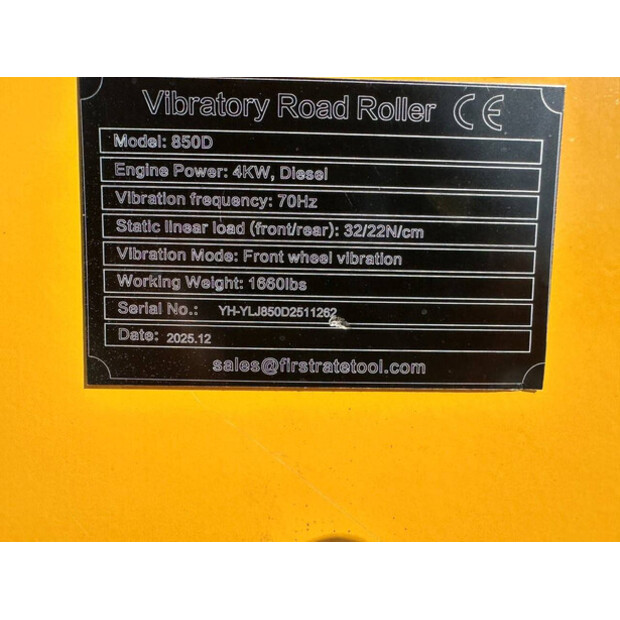 Vibratory Road Roller CE
Model: 850D
Engine Power: 4KW, Diesel
Vibration frequency: 70Hz
Static linear load (front/rear): 32/22N/cm
Vibration Mode: Front wheel vibration
Working Weight: 1660lbs
Serial No.: YH-YLJ850D2511262
Date: 2025.12
sales@firstratetool.com